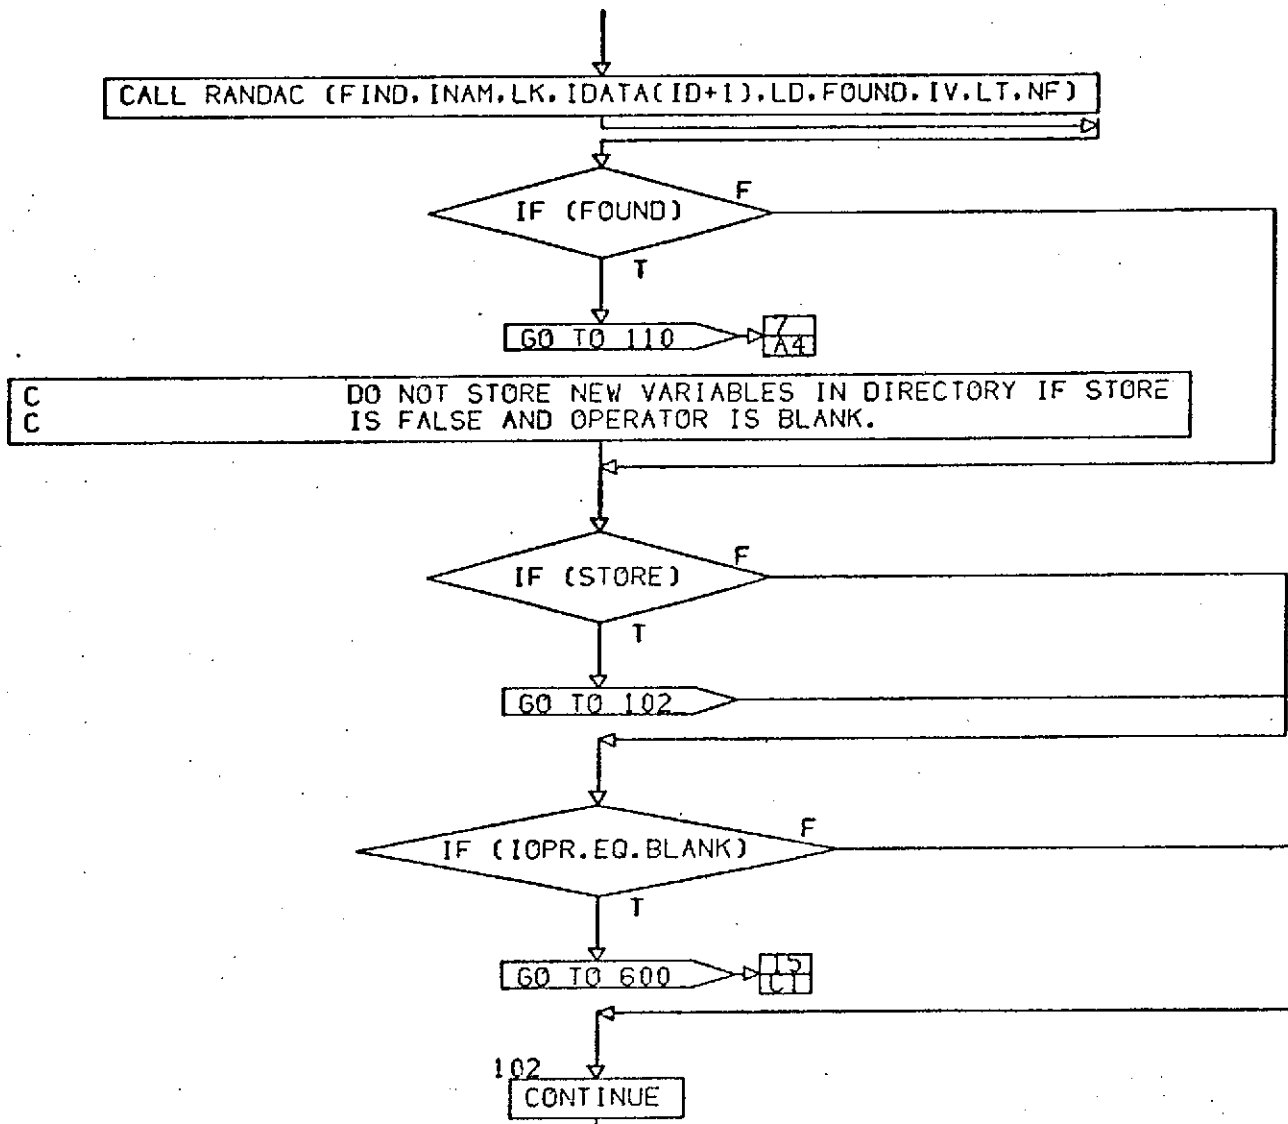 CALL RANDAC (FIND.INAM.LK.IDATA(ID+1).LD.FOUND.IV.LT.NF)
F
IF (FOUND)
T
GO TO 110
7
A4
C DO NOT STORE NEW VARIABLES IN DIRECTORY IF STORE
C IS FALSE AND OPERATOR IS BLANK.
F
IF (STORE)
T
GO TO 102
F
IF (IOPR.EQ.BLANK)
T
GO TO 600
15
C1
102
CONTINUE